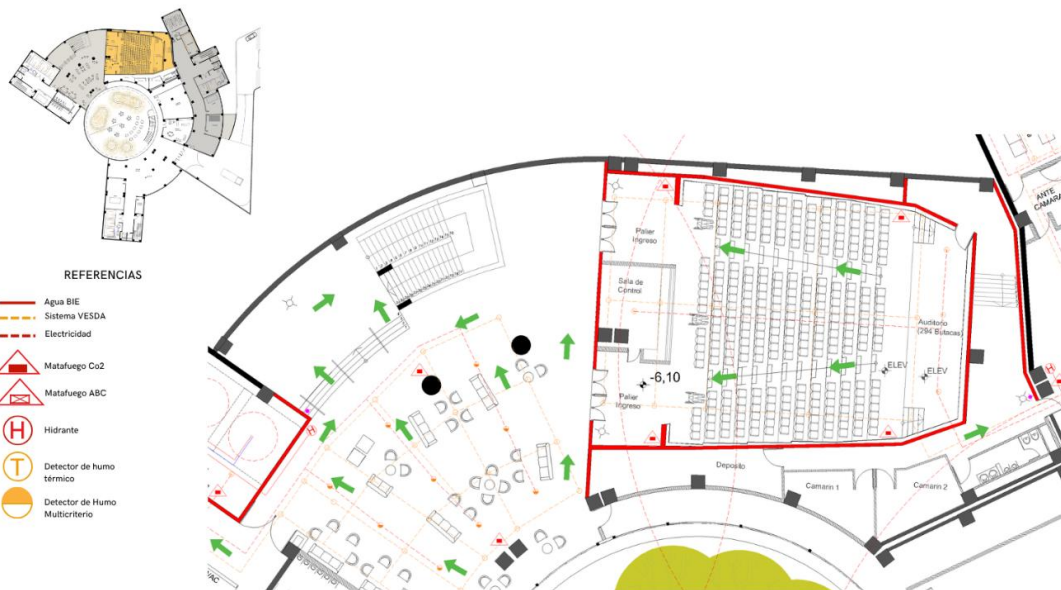 REFERENCIAS
Agua BIE
Sistema VESDA
Electricidad
Matafuego Co2
Matafuego ABC
H
Hidrante
T
Detector de humo
térmico
Detector de Humo
Multicriterio
Palier
Ingreso
Sala de
Control
-6,10
Palier
Ingreso
Auditorio
(294 Butacas)
ELEV
ELEV
ANTE
CAMARA
H
H
Deposito
Camarin 1
Camarin 2